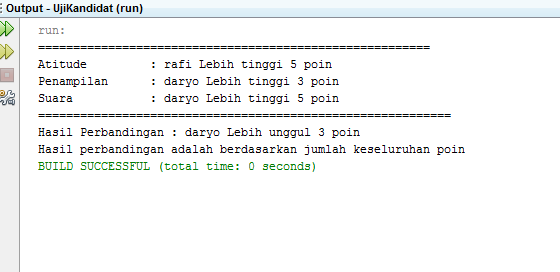 Output - UjiKandidat (run)
run:
========================================================
Atitude         : rafi Lebih tinggi 5 poin
Penampilan      : daryo Lebih tinggi 3 poin
Suara           : daryo Lebih tinggi 5 poin
===========================================================
Hasil Perbandingan : daryo Lebih unggul 3 poin
Hasil perbandingan adalah berdasarkan jumlah keseluruhan poin
BUILD SUCCESSFUL (total time: 0 seconds)